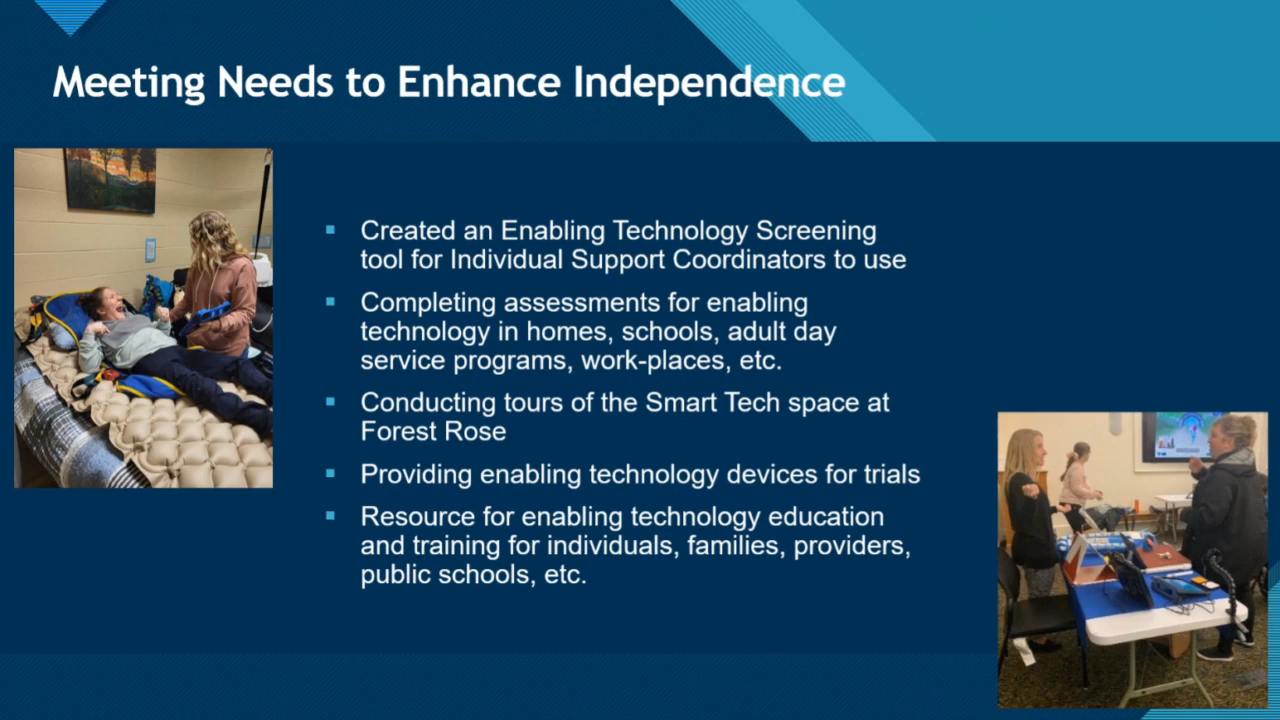 Meeting Needs to Enhance Independence
Created an Enabling Technology Screening
tool for Individual Support Coordinators to use
Completing assessments for enabling
technology in homes, schools, adult day
service programs, work-places, etc.
Conducting tours of the Smart Tech space at
Forest Rose
Providing enabling technology devices for trials
Resource for enabling technology education
and training for individuals, families, providers,
public schools, etc.